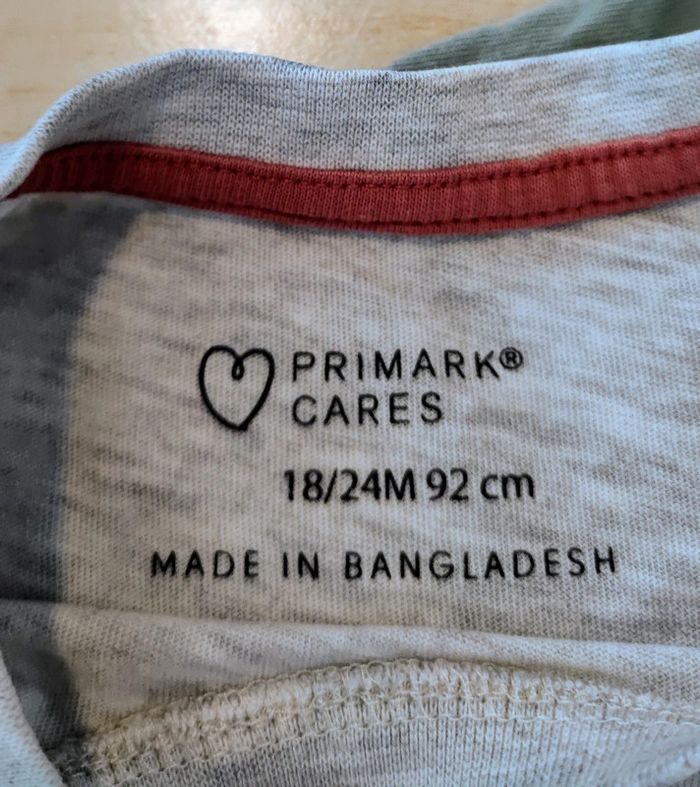 PRIMARK®
CARES
18/24M 92 cm
MADE IN BANGLADESH